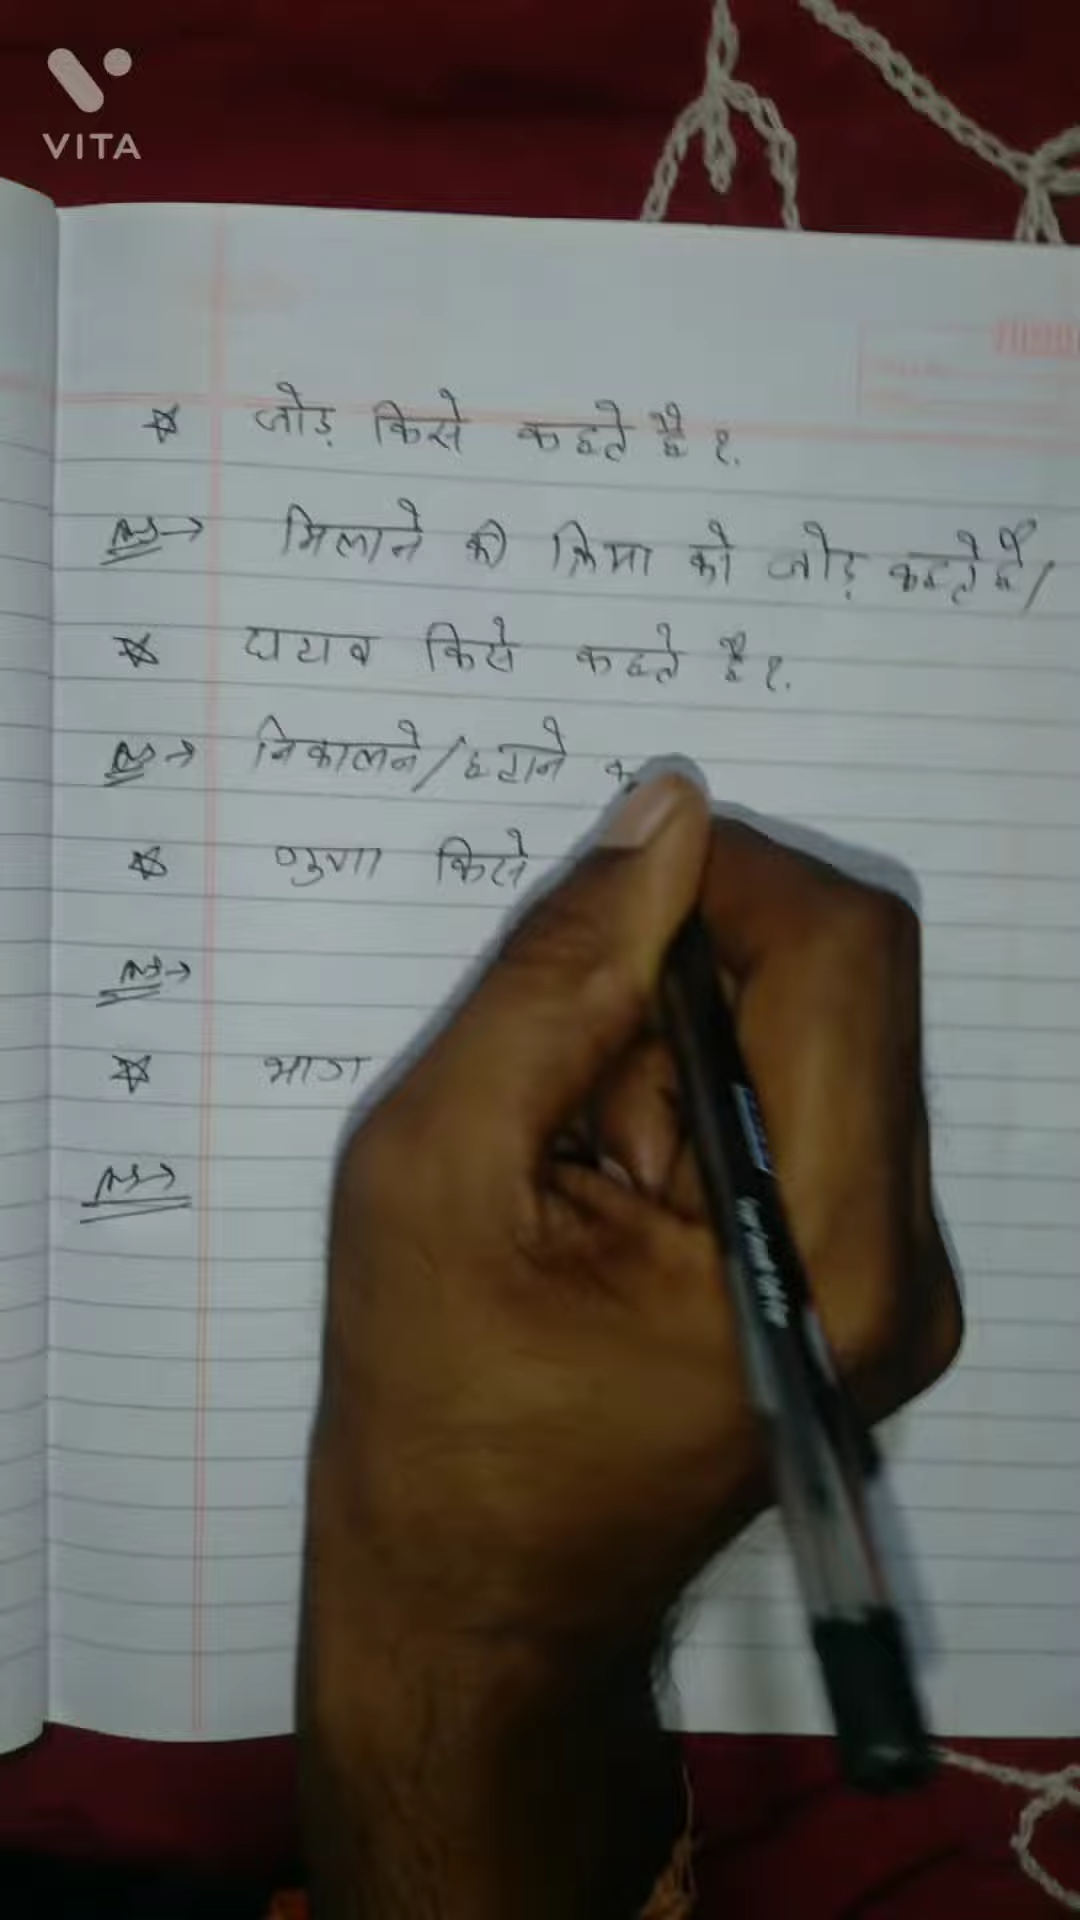 VITA
☆ जोड़ किसे कहते है ?.
Ans → मिलाने की क्रिया को जोड़ कहते हैं/
☆ घटाव किसे कहते है ?.
Ans → निकालने/हटाने
☆ गुणा किसे
Ans →
☆ भाग
Ans →